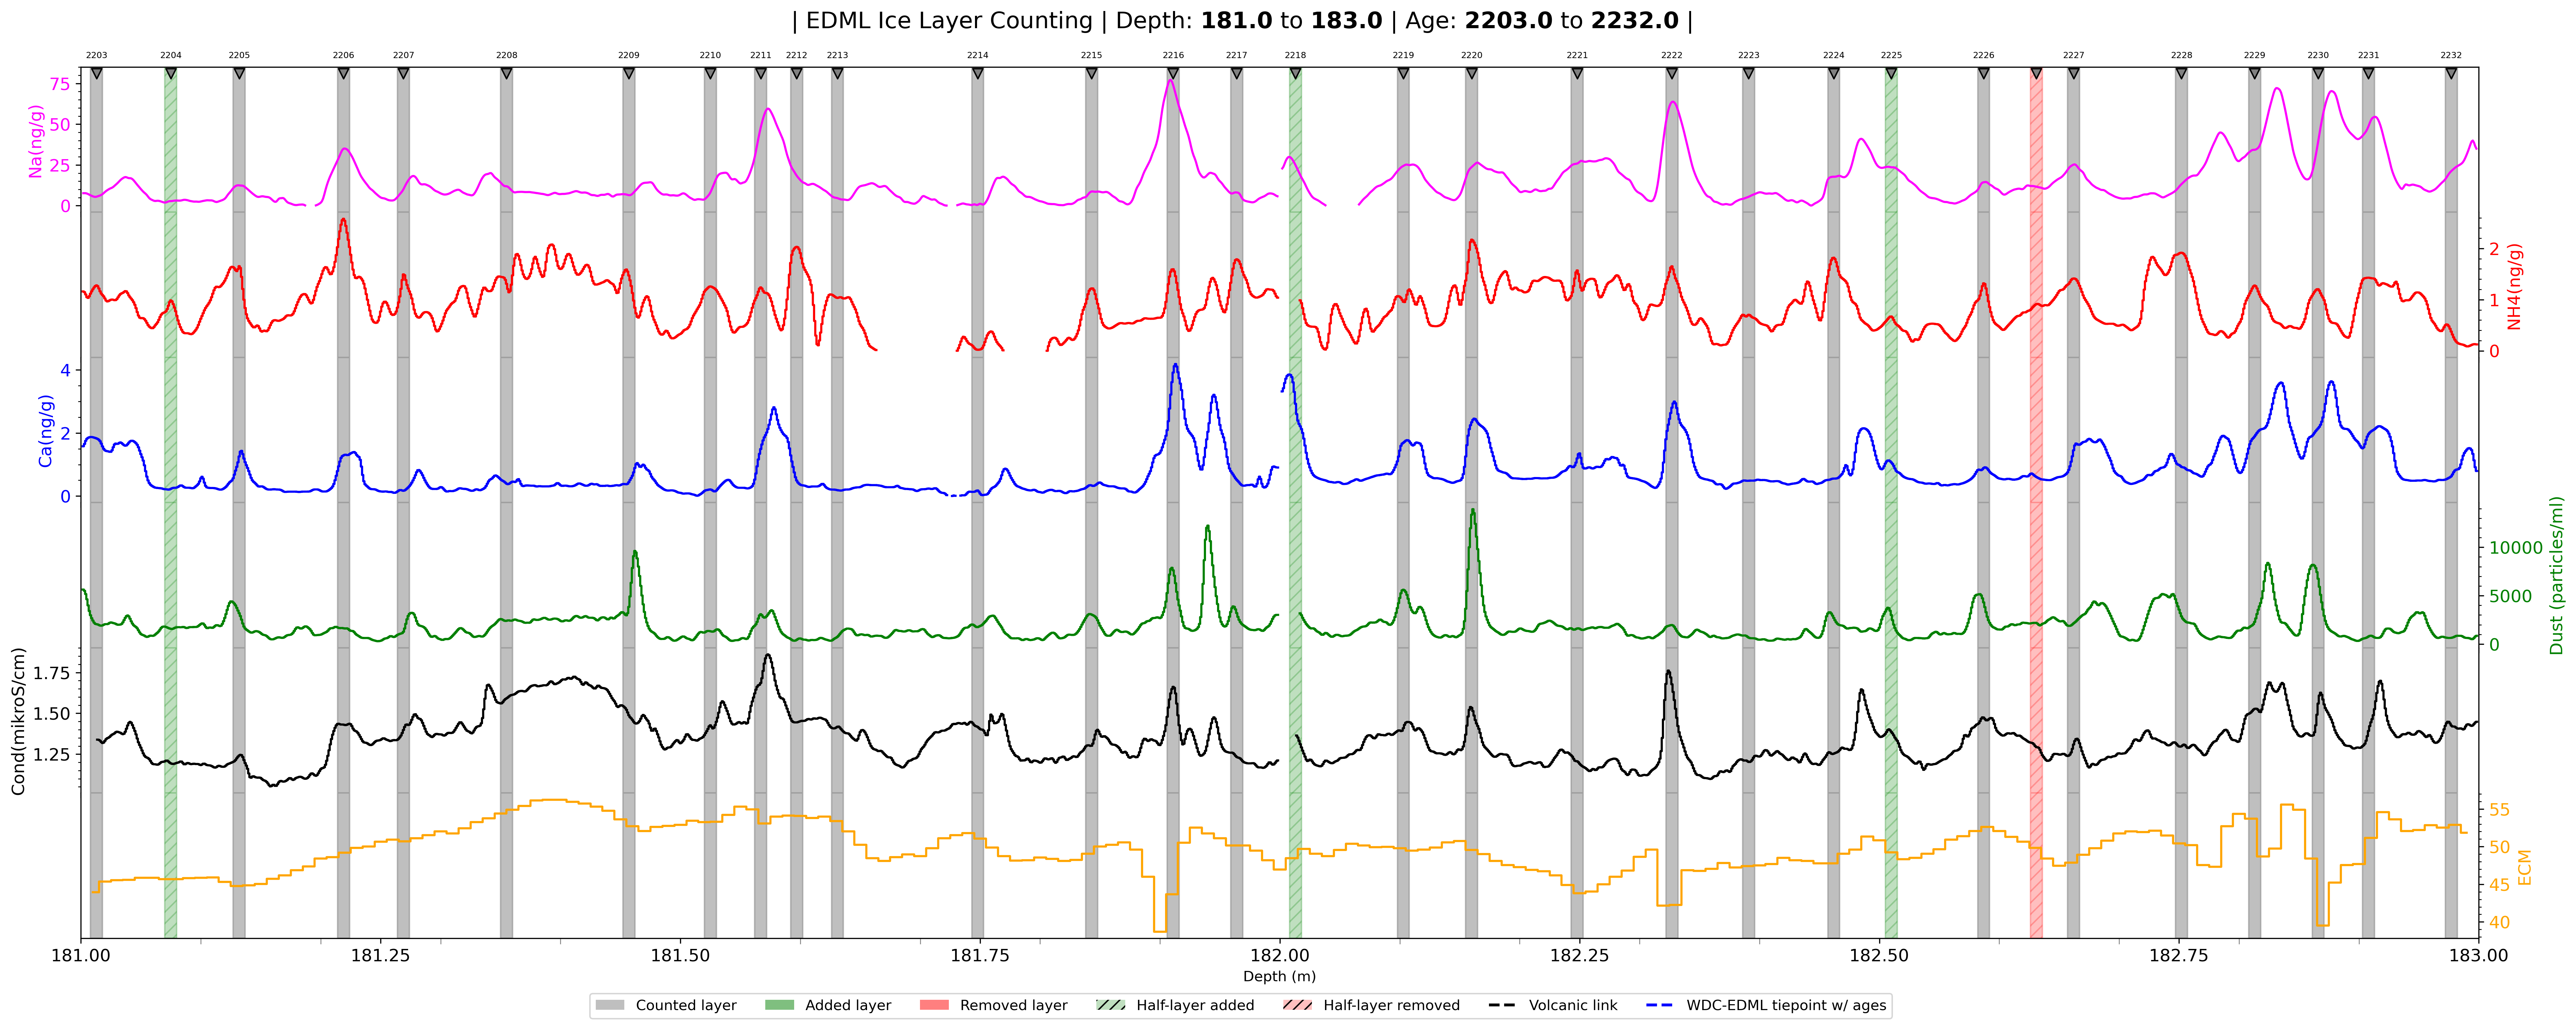 | EDML Ice Layer Counting | Depth: 181.0 to 183.0 | Age: 2203.0 to 2232.0 |
2203 2204 2205 2206 2207 2208 2209 2210 2211 2212 2213 2214 2215 2216 2217 2218 2219 2220 2221 2222 2223 2224 2225 2226 2227 2228 2229 2230 2231 2232
Na(ng/g)
75
50
25
0
NH4(ng/g)
2
1
0
Ca(ng/g)
4
2
0
Dust (particles/ml)
10000
5000
0
Cond(mikroS/cm)
1.75
1.50
1.25
ECM
55
50
45
40
181.00 181.25 181.50 181.75 182.00 182.25 182.50 182.75 183.00
Depth (m)
Counted layer Added layer Removed layer Half-layer added Half-layer removed Volcanic link WDC-EDML tiepoint w/ ages